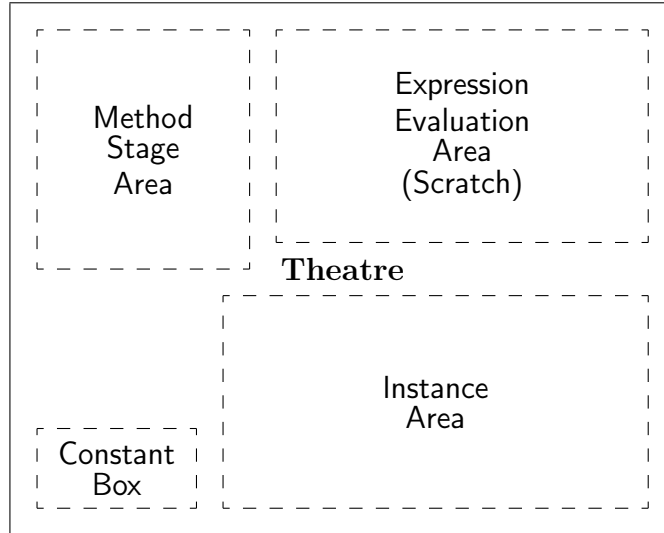 Method
Stage
Area
Expression
Evaluation
Area
(Scratch)
Theatre
Instance
Area
Constant
Box